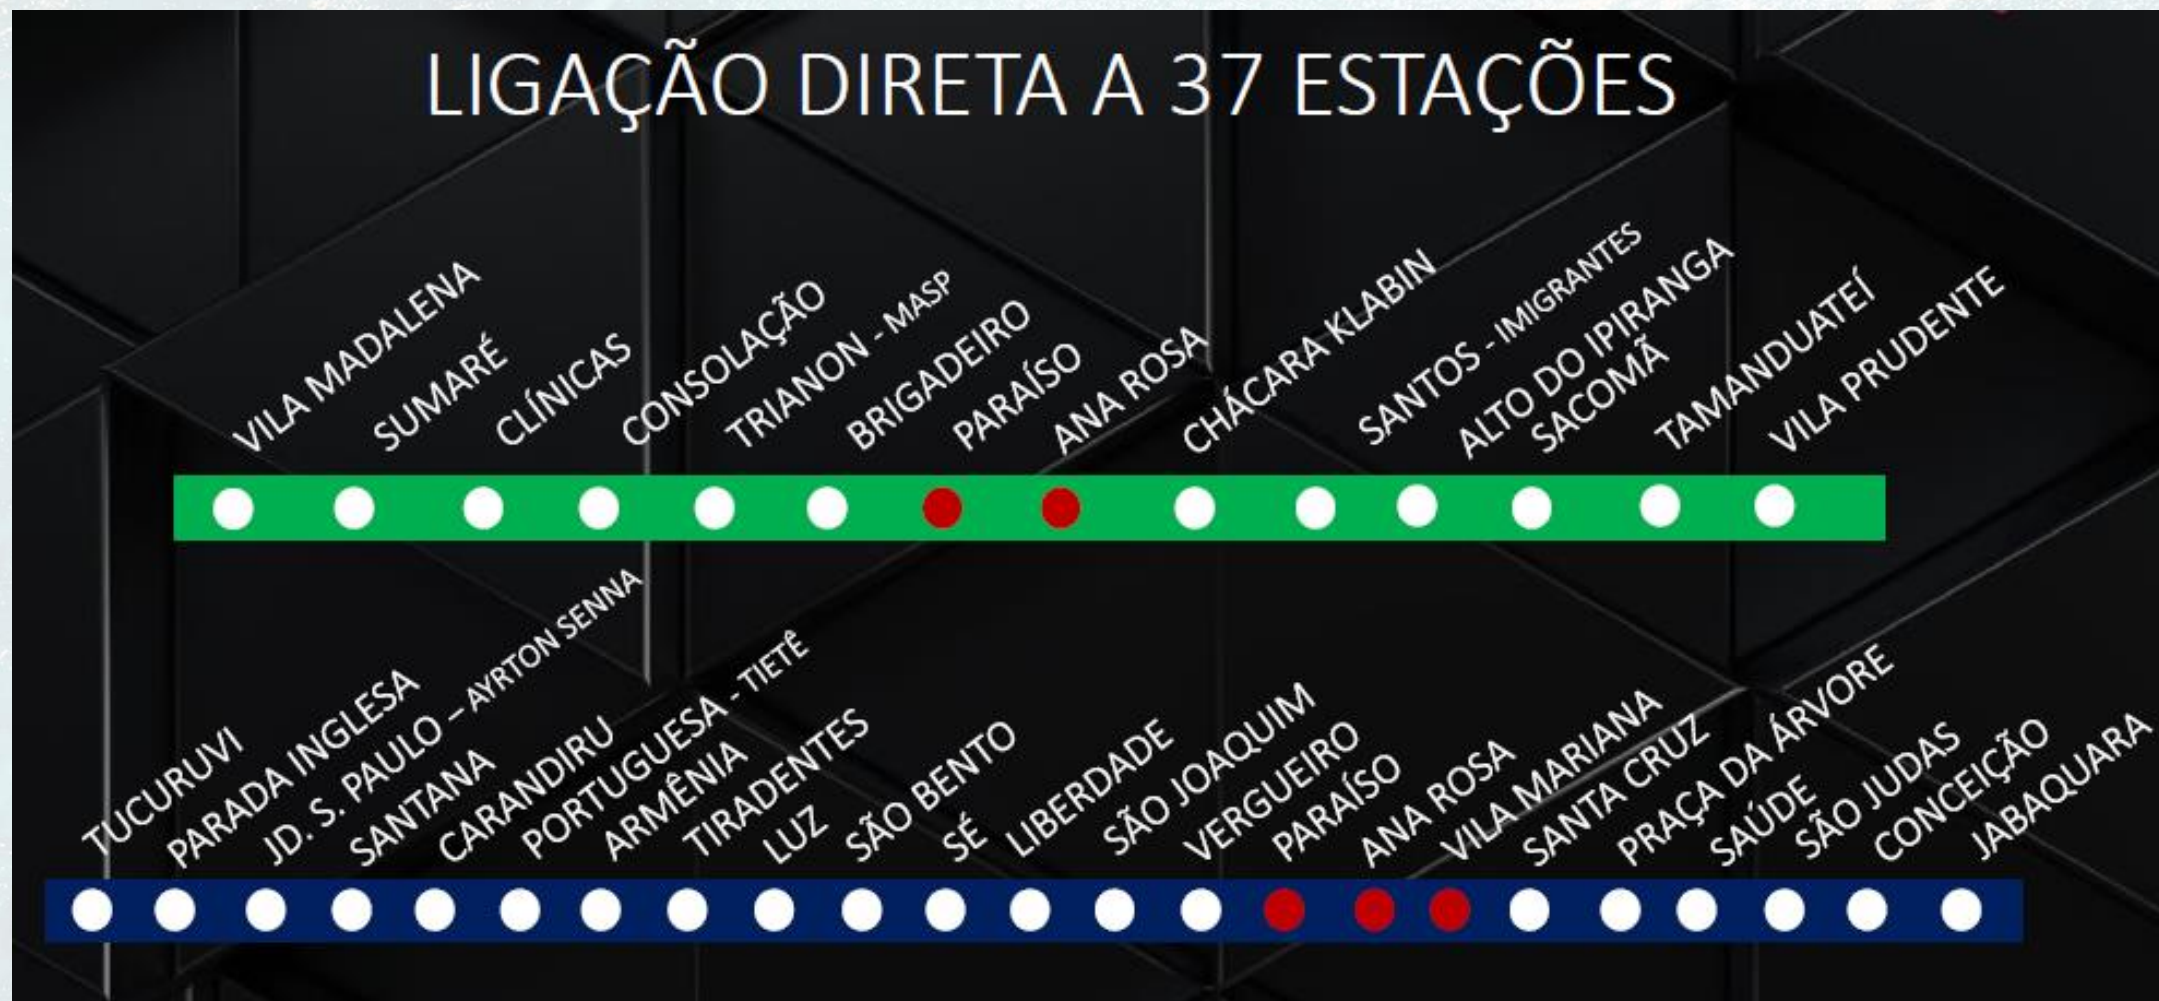 LIGAÇÃO DIRETA A 37 ESTAÇÕES
VILA MADALENA
SUMARÉ
CLÍNICAS
CONSOLAÇÃO
TRIANON - MASP
BRIGADEIRO
PARAÍSO
ANA ROSA
CHÁCARA KLABIN
SANTOS - IMIGRANTES
ALTO DO IPIRANGA
SACOMÃ
TAMANDUATEÍ
VILA PRUDENTE
TUCURUVI
PARADA INGLESA
JD. S. PAULO – AYRTON SENNA
SANTANA
CARANDIRU
PORTUGUESA - TIETÊ
ARMÊNIA
TIRADENTES
LUZ
SÃO BENTO
SÉ
LIBERDADE
SÃO JOAQUIM
VERGUEIRO
PARAÍSO
ANA ROSA
VILA MARIANA
SANTA CRUZ
PRAÇA DA ÁRVORE
SAÚDE
SÃO JUDAS
CONCEIÇÃO
JABAQUARA